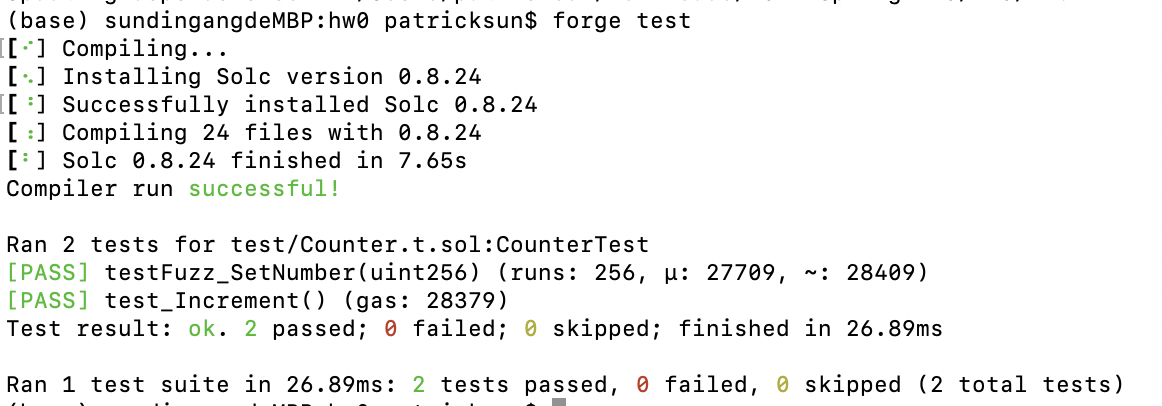 (base) sundingangdeMBP:hw0 patricksun$ forge test
[⠊] Compiling...
[⠢] Installing Solc version 0.8.24
[⠘] Successfully installed Solc 0.8.24
[⠰] Compiling 24 files with 0.8.24
[⠃] Solc 0.8.24 finished in 7.65s
Compiler run successful!
Ran 2 tests for test/Counter.t.sol:CounterTest
[PASS] testFuzz_SetNumber(uint256) (runs: 256, μ: 27709, ~: 28409)
[PASS] test_Increment() (gas: 28379)
Test result: ok. 2 passed; 0 failed; 0 skipped; finished in 26.89ms
Ran 1 test suite in 26.89ms: 2 tests passed, 0 failed, 0 skipped (2 total tests)